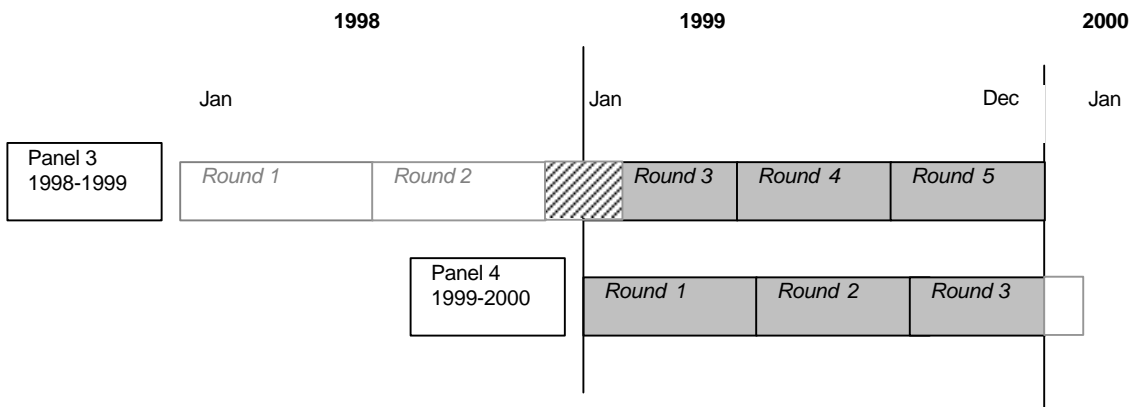 1998 1999 2000
Jan Jan Dec Jan
Panel 3
1998-1999
Round 1 Round 2 Round 3 Round 4 Round 5
Panel 4
1999-2000
Round 1 Round 2 Round 3